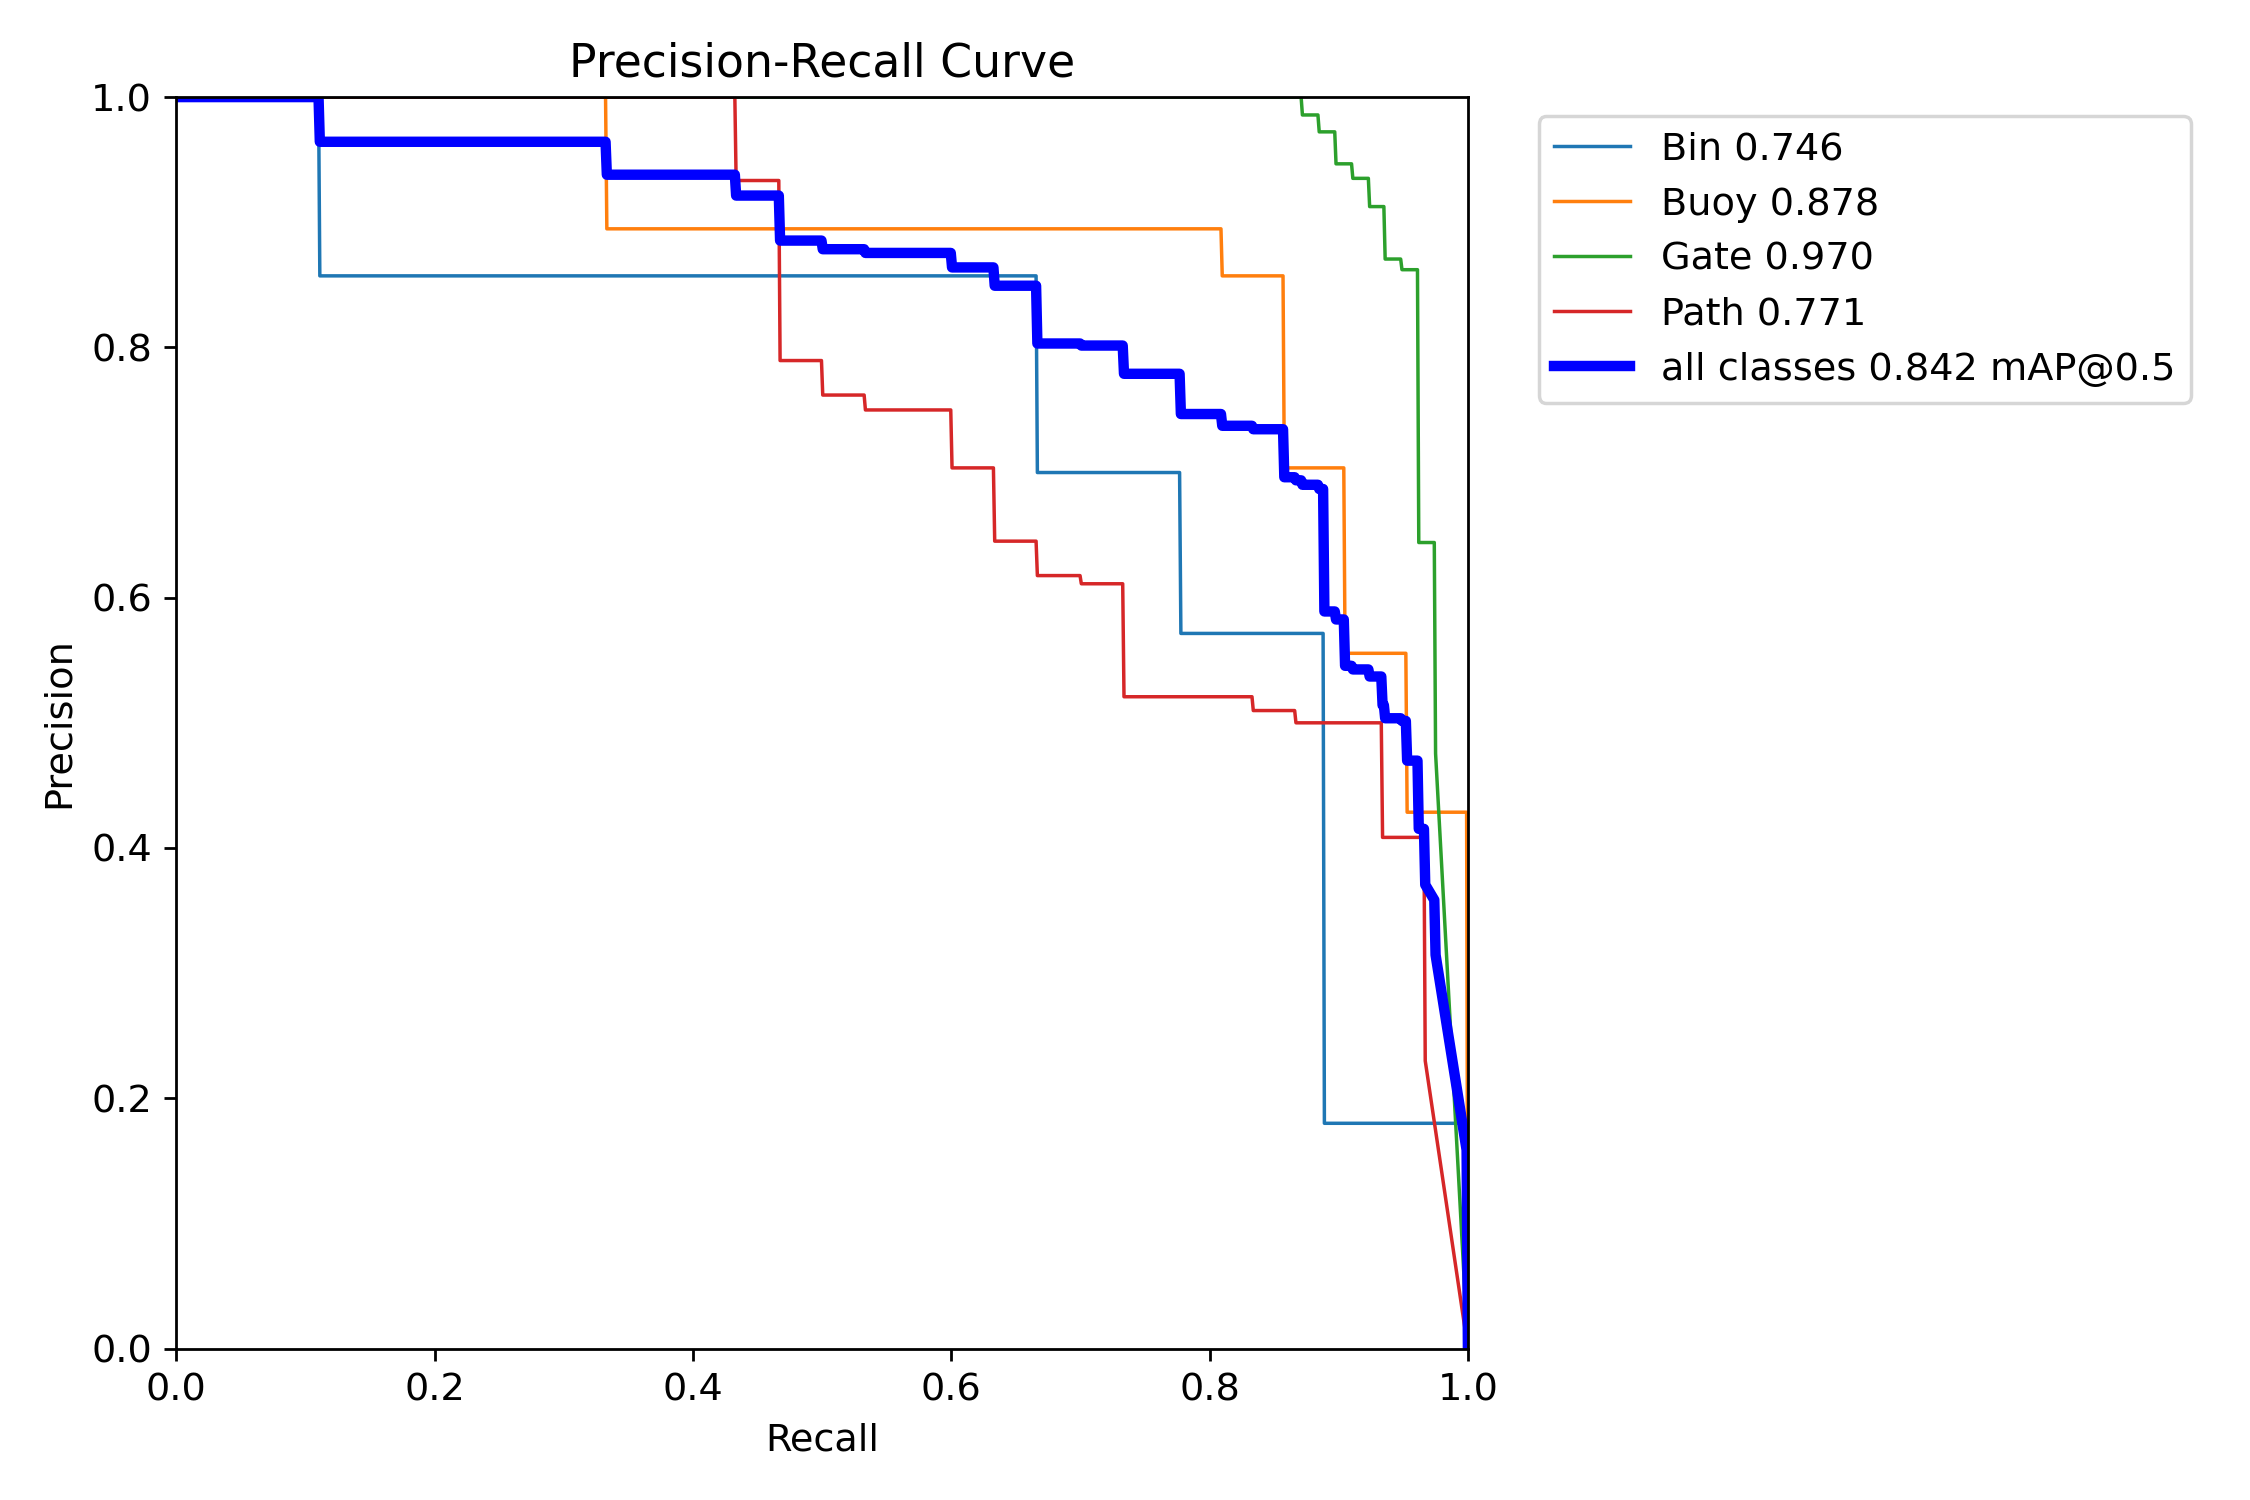 Precision-Recall Curve
1.0
0.8
0.6
0.4
0.2
0.0
Precision
0.0 0.2 0.4 0.6 0.8 1.0
Recall
Bin 0.746
Buoy 0.878
Gate 0.970
Path 0.771
all classes 0.842 mAP@0.5